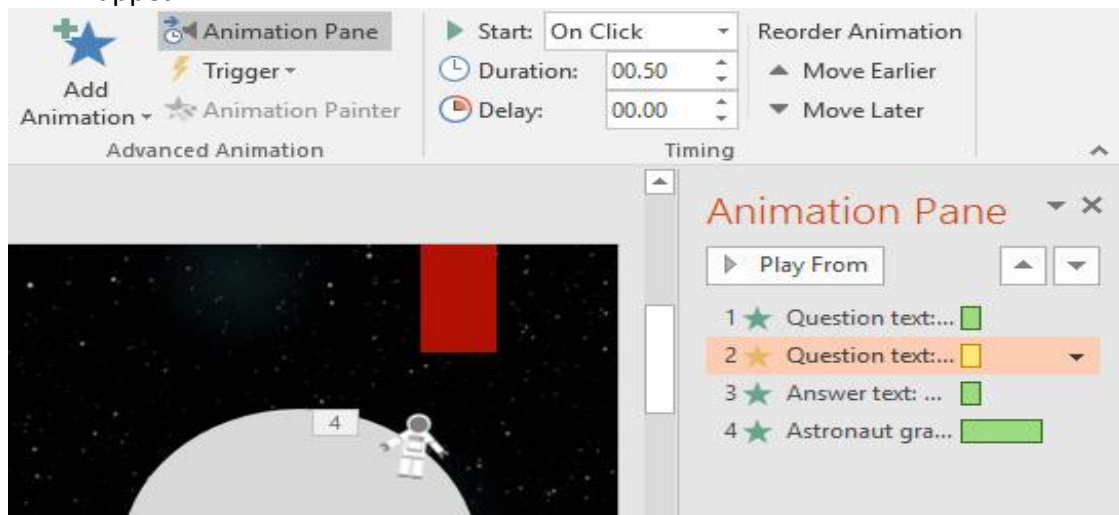 Animation Pane
Start: On Click
Reorder Animation
Trigger
Duration: 00.50
Move Earlier
Add
Animation
Animation Painter
Delay: 00.00
Move Later
Advanced Animation
Timing
Animation Pane
Play From
1 Question text:...
2 Question text:...
3 Answer text: ...
4 Astronaut gra...
4